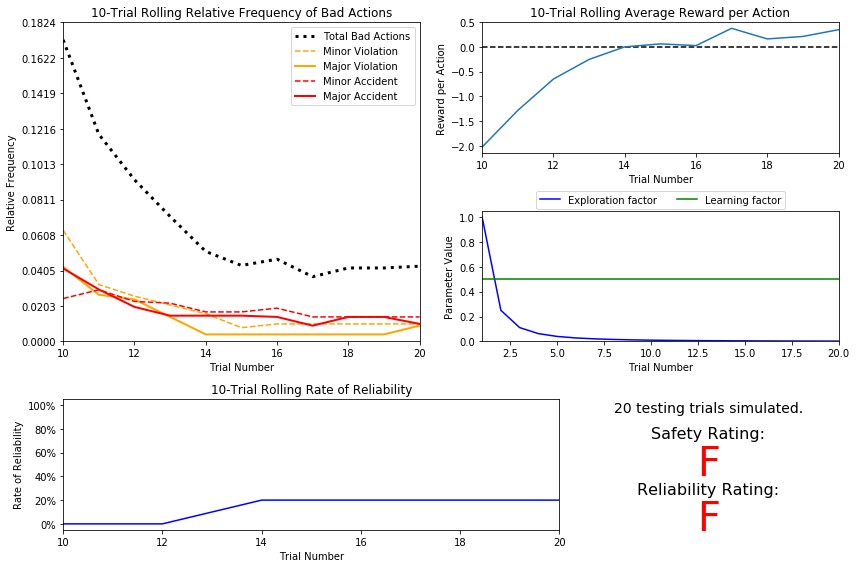 10-Trial Rolling Relative Frequency of Bad Actions
0.1824
0.1622
0.1419
0.1216
0.1013
0.0811
0.0608
0.0405
0.0203
0.0000
Relative Frequency
Total Bad Actions
Minor Violation
Major Violation
Minor Accident
Major Accident
10 12 14 16 18 20
Trial Number
10-Trial Rolling Average Reward per Action
0.5
0.0
−0.5
−1.0
−1.5
−2.0
Reward per Action
10 12 14 16 18 20
Trial Number
Exploration factor Learning factor
1.0
0.8
0.6
0.4
0.2
0.0
Parameter Value
2.5 5.0 7.5 10.0 12.5 15.0 17.5 20.0
Trial Number
10-Trial Rolling Rate of Reliability
100%
80%
60%
40%
20%
0%
Rate of Reliability
10 12 14 16 18 20
Trial Number
20 testing trials simulated.
Safety Rating:
F
Reliability Rating:
F